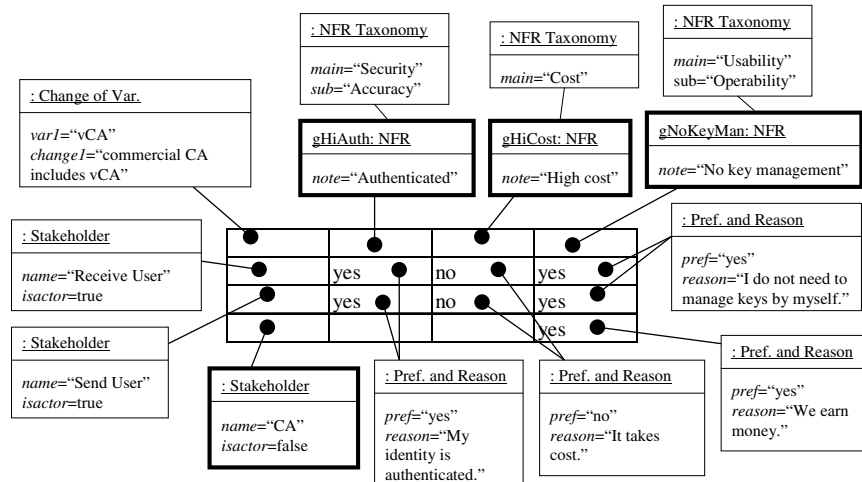 : NFR Taxonomy
main="Security"
sub="Accuracy"
: NFR Taxonomy
main="Cost"
: NFR Taxonomy
main="Usability"
sub="Operability"
: Change of Var.
var1="vCA"
change1="commercial CA
includes vCA"
gHiAuth: NFR
note="Authenticated"
gHiCost: NFR
note="High cost"
gNoKeyMan: NFR
note="No key management"
: Stakeholder
name="Receive User"
isactor=true
yes no yes
yes no yes
yes
: Pref. and Reason
pref="yes"
reason="I do not need to
manage keys by myself."
: Stakeholder
name="Send User"
isactor=true
: Stakeholder
name="CA"
isactor=false
: Pref. and Reason
pref="yes"
reason="My
identity is
authenticated."
: Pref. and Reason
pref="no"
reason="It takes
cost."
: Pref. and Reason
pref="yes"
reason="We earn
money."